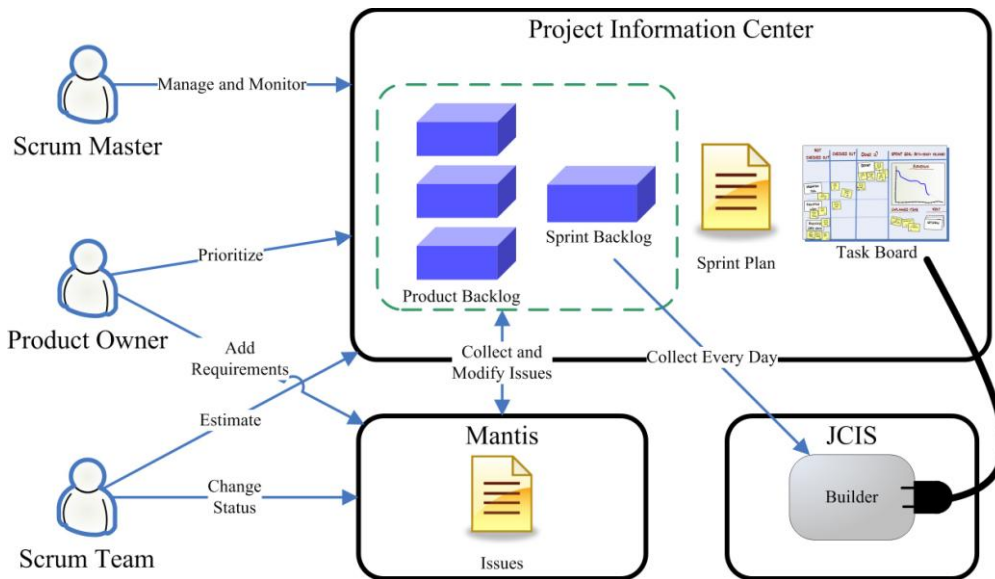 Project Information Center
Manage and Monitor
Scrum Master
Prioritize
Product Owner
Add
Requirements
Estimate
Change
Status
Scrum Team
Product Backlog
Sprint Backlog
Sprint Plan
Task Board
Collect and
Modify Issues
Collect Every Day
Mantis
Issues
JCIS
Builder